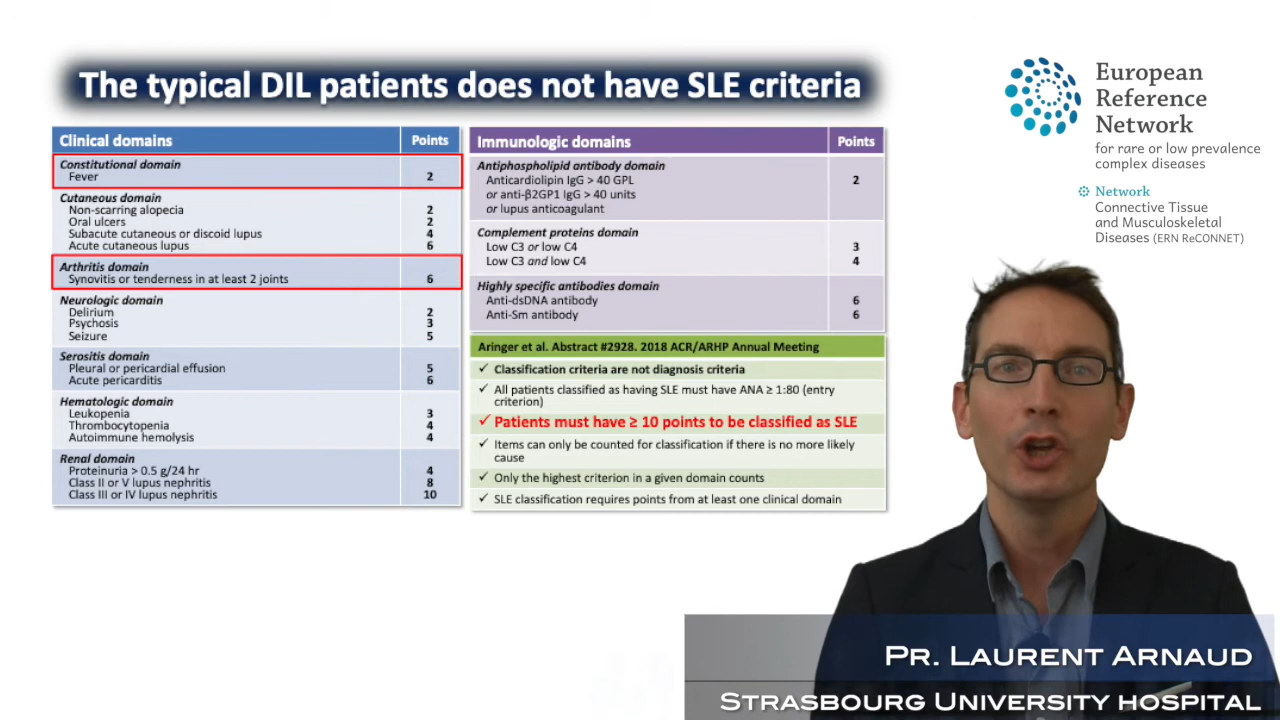 The typical DIL patients does not have SLE criteria
Clinical domains Points
Constitutional domain
Fever 2
Cutaneous domain
Non-scarring alopecia 2
Oral ulcers 2
Subacute cutaneous or discoid lupus 4
Acute cutaneous lupus 6
Arthritis domain
Synovitis or tenderness in at least 2 joints 6
Neurologic domain
Delirium 2
Psychosis 3
Seizure 5
Serositis domain
Pleural or pericardial effusion 5
Acute pericarditis 6
Hematologic domain
Leukopenia 3
Thrombocytopenia 4
Autoimmune hemolysis 4
Renal domain
Proteinuria > 0.5 g/24 hr 4
Class II or V lupus nephritis 8
Class III or IV lupus nephritis 10
Immunologic domains Points
Antiphospholipid antibody domain
Anticardiolipin IgG > 40 GPL 2
or anti-β2GP1 IgG > 40 units
or lupus anticoagulant
Complement proteins domain
Low C3 or low C4 3
Low C3 and low C4 4
Highly specific antibodies domain
Anti-dsDNA antibody 6
Anti-Sm antibody 6
Aringer et al. Abstract #2928. 2018 ACR/ARHP Annual Meeting
✓ Classification criteria are not diagnosis criteria
✓ All patients classified as having SLE must have ANA ≥ 1:80 (entry
criterion)
✓ Patients must have ≥ 10 points to be classified as SLE
✓ Items can only be counted for classification if there is no more likely
cause
✓ Only the highest criterion in a given domain counts
✓ SLE classification requires points from at least one clinical domain
European
Reference
Network
for rare or low prevalence
complex diseases
Network
Connective Tissue
and Musculoskeletal
Diseases (ERN ReCONNET)
Pr. Laurent Arnaud
Strasbourg University hospital